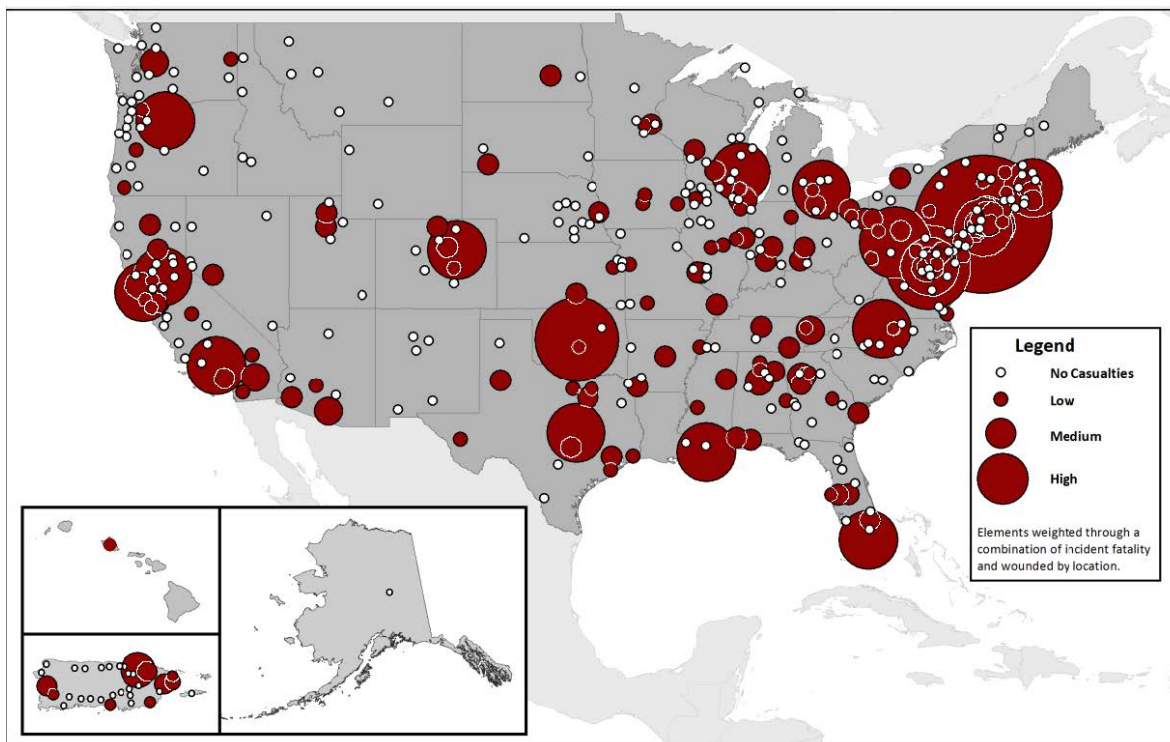 Legend
No Casualties
Low
Medium
High
Elements weighted through a
combination of incident fatality
and wounded by location.